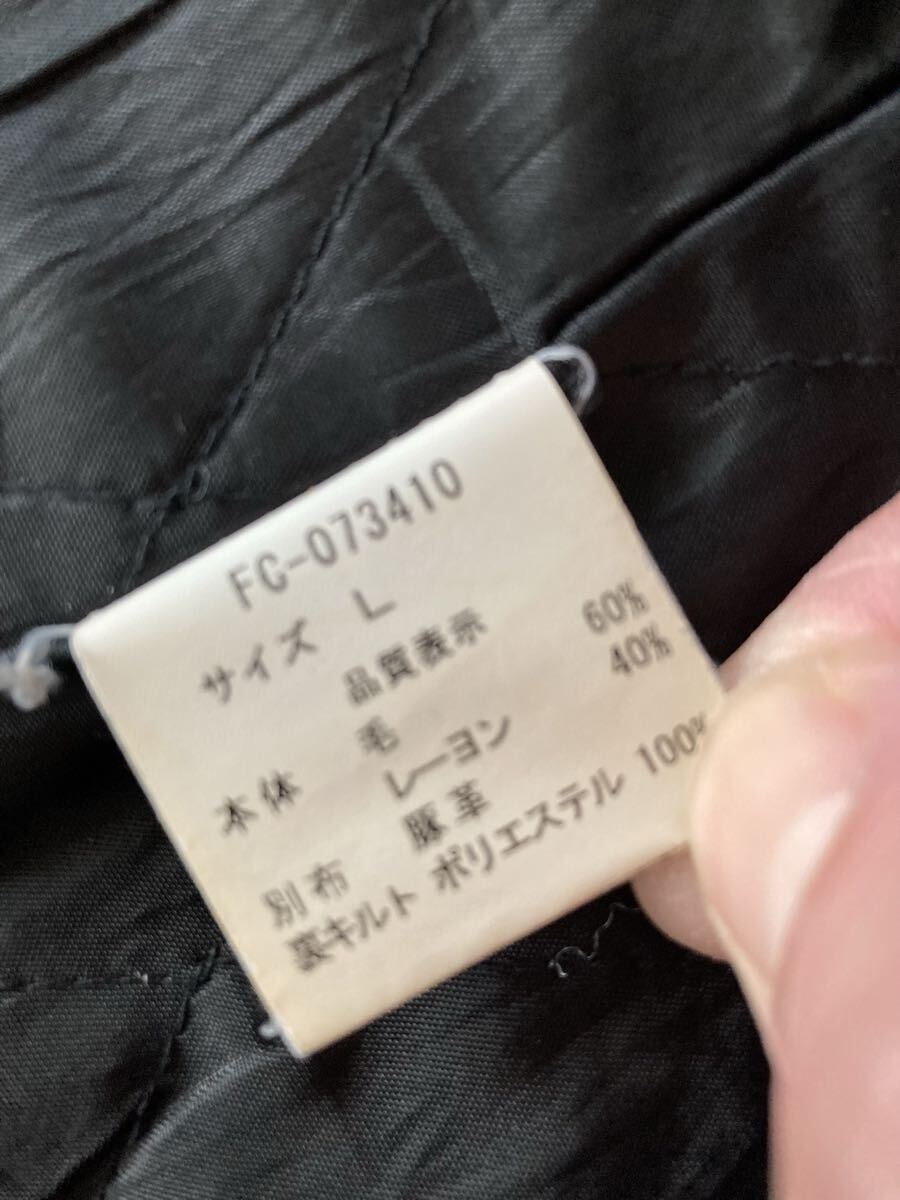 FC-073410
サイズ L
品質表示
本体 毛 60%
レーヨン 40%
別布 豚革
裏キルト ポリエステル 100%